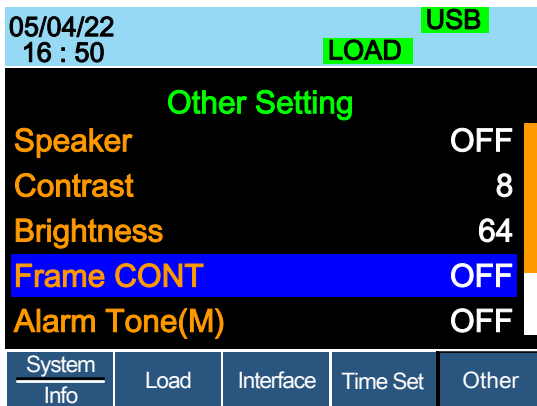 05/04/22 USB
16 : 50 LOAD
Other Setting
Speaker OFF
Contrast 8
Brightness 64
Frame CONT OFF
Alarm Tone(M) OFF
System Info Load Interface Time Set Other